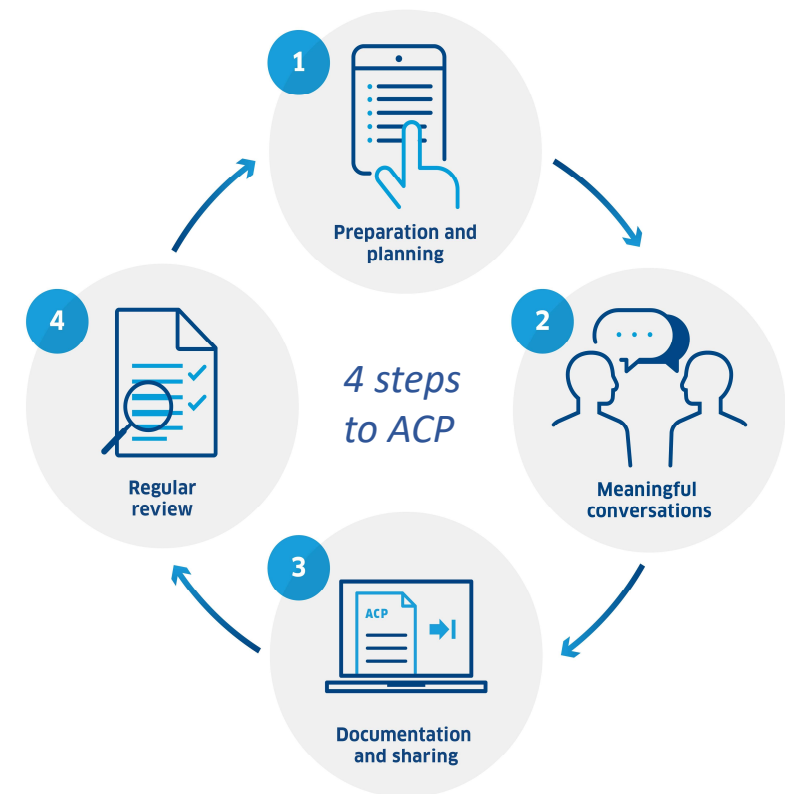 1
Preparation and
planning
2
Meaningful
conversations
3
ACP
Documentation
and sharing
4
Regular
review
4 steps
to ACP